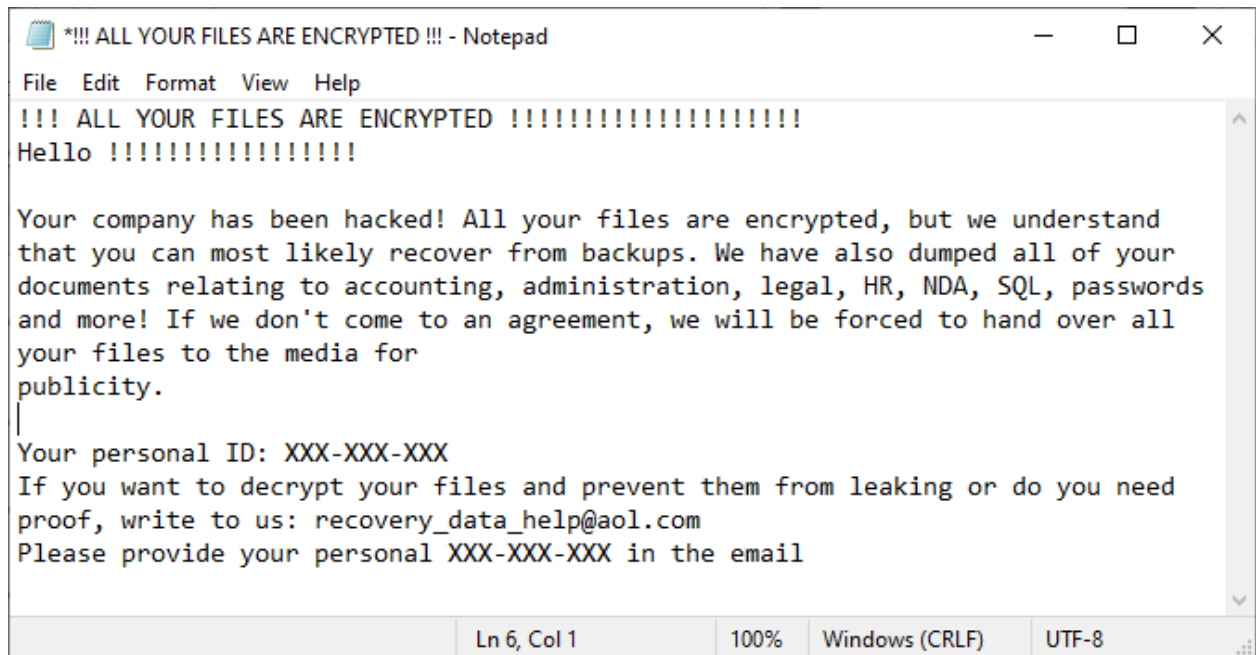 *!!! ALL YOUR FILES ARE ENCRYPTED !!! - Notepad
File Edit Format View Help
!!! ALL YOUR FILES ARE ENCRYPTED !!!!!!!!!!!!!!!!!!!!
Hello !!!!!!!!!!!!!!!!!
Your company has been hacked! All your files are encrypted, but we understand
that you can most likely recover from backups. We have also dumped all of your
documents relating to accounting, administration, legal, HR, NDA, SQL, passwords
and more! If we don't come to an agreement, we will be forced to hand over all
your files to the media for
publicity.
Your personal ID: XXX-XXX-XXX
If you want to decrypt your files and prevent them from leaking or do you need
proof, write to us: recovery_data_help@aol.com
Please provide your personal XXX-XXX-XXX in the email
Ln 6, Col 1 100% Windows (CRLF) UTF-8